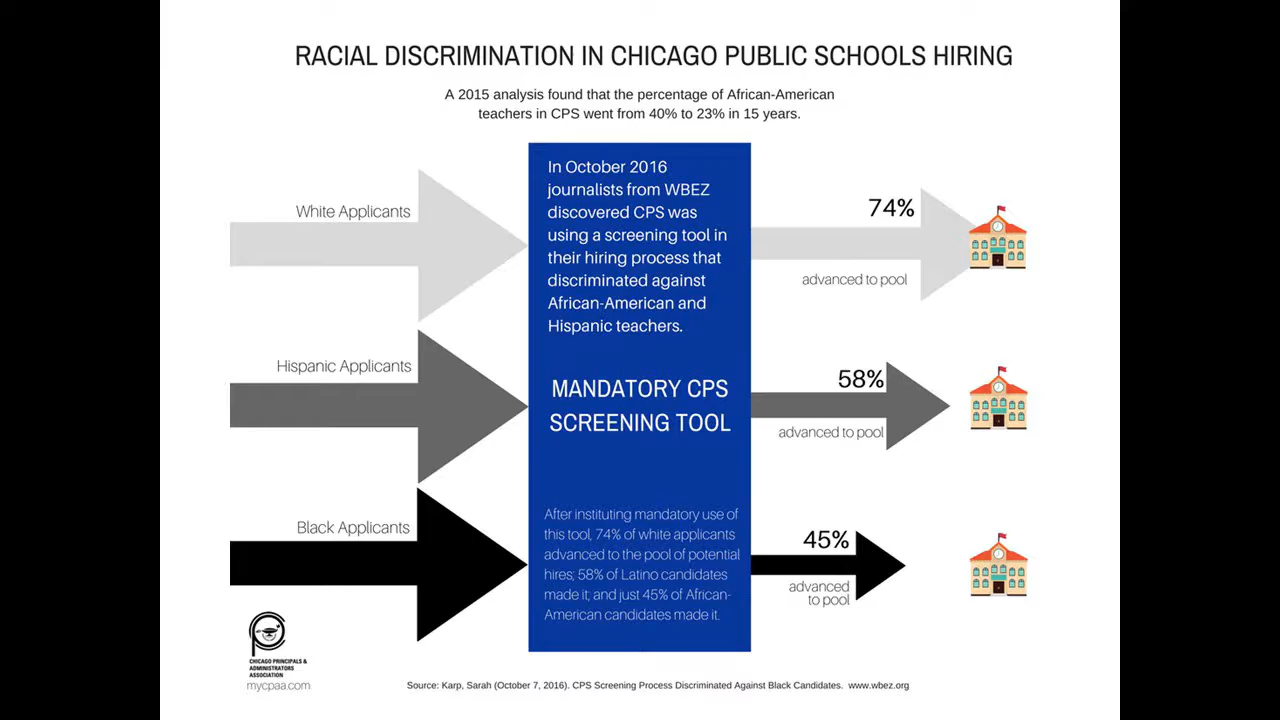 RACIAL DISCRIMINATION IN CHICAGO PUBLIC SCHOOLS HIRING
A 2015 analysis found that the percentage of African-American
teachers in CPS went from 40% to 23% in 15 years.
White Applicants
In October 2016
journalists from WBEZ
discovered CPS was
using a screening tool in
their hiring process that
discriminated against
African-American and
Hispanic teachers.
74%
advanced to pool
Hispanic Applicants
MANDATORY CPS
SCREENING TOOL
58%
advanced to pool
Black Applicants
After instituting mandatory use of
this tool, 74% of white applicants
advanced to the pool of potential
hires; 58% of Latino candidates
made it; and just 45% of African-
American candidates made it.
45%
advanced
to pool
CHICAGO PRINCIPALS &
ADMINISTRATORS
ASSOCIATION
mycpaa.com
Source: Karp, Sarah (October 7, 2016). CPS Screening Process Discriminated Against Black Candidates. www.wbez.org